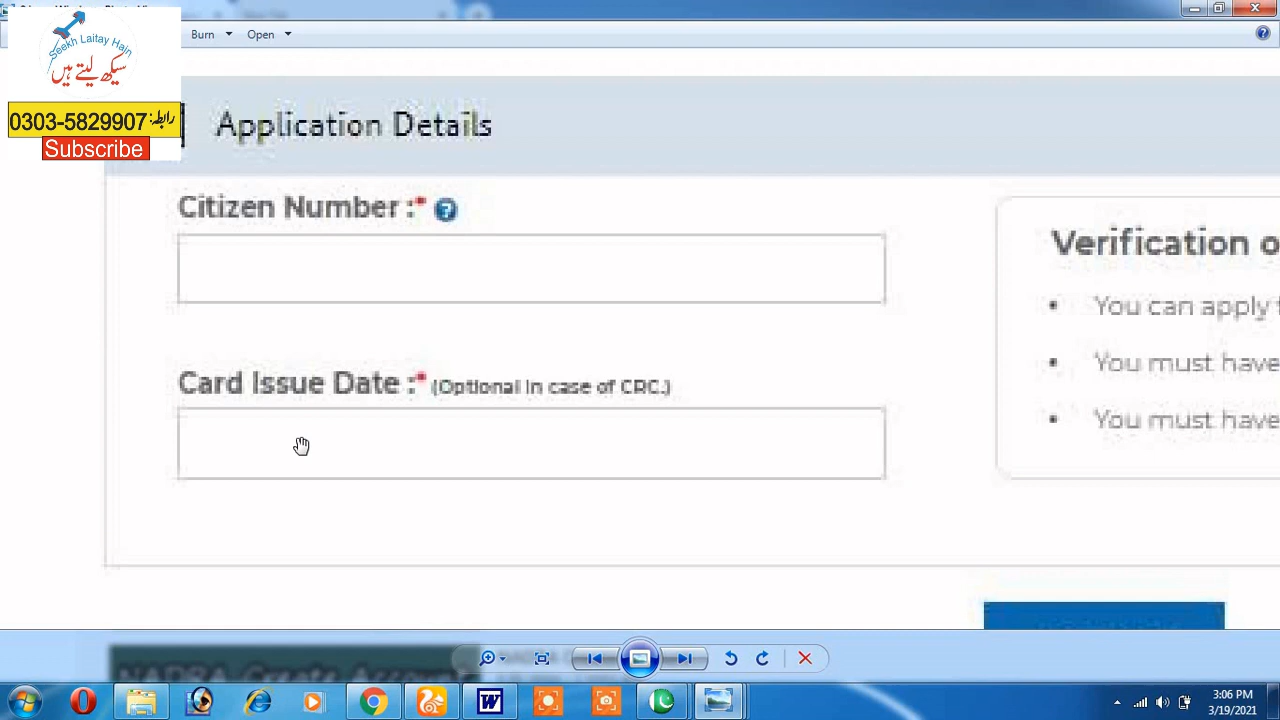 Burn
Open
Seekh Laitay Hain
سیکھ لیتے ہیں
0303-5829907 رابطہ:
Subscribe
Application Details
Citizen Number :*
Card Issue Date :* (Optional in case of CRC.)
Verification o
You can apply
You must have
You must have
3:06 PM
3/19/2021